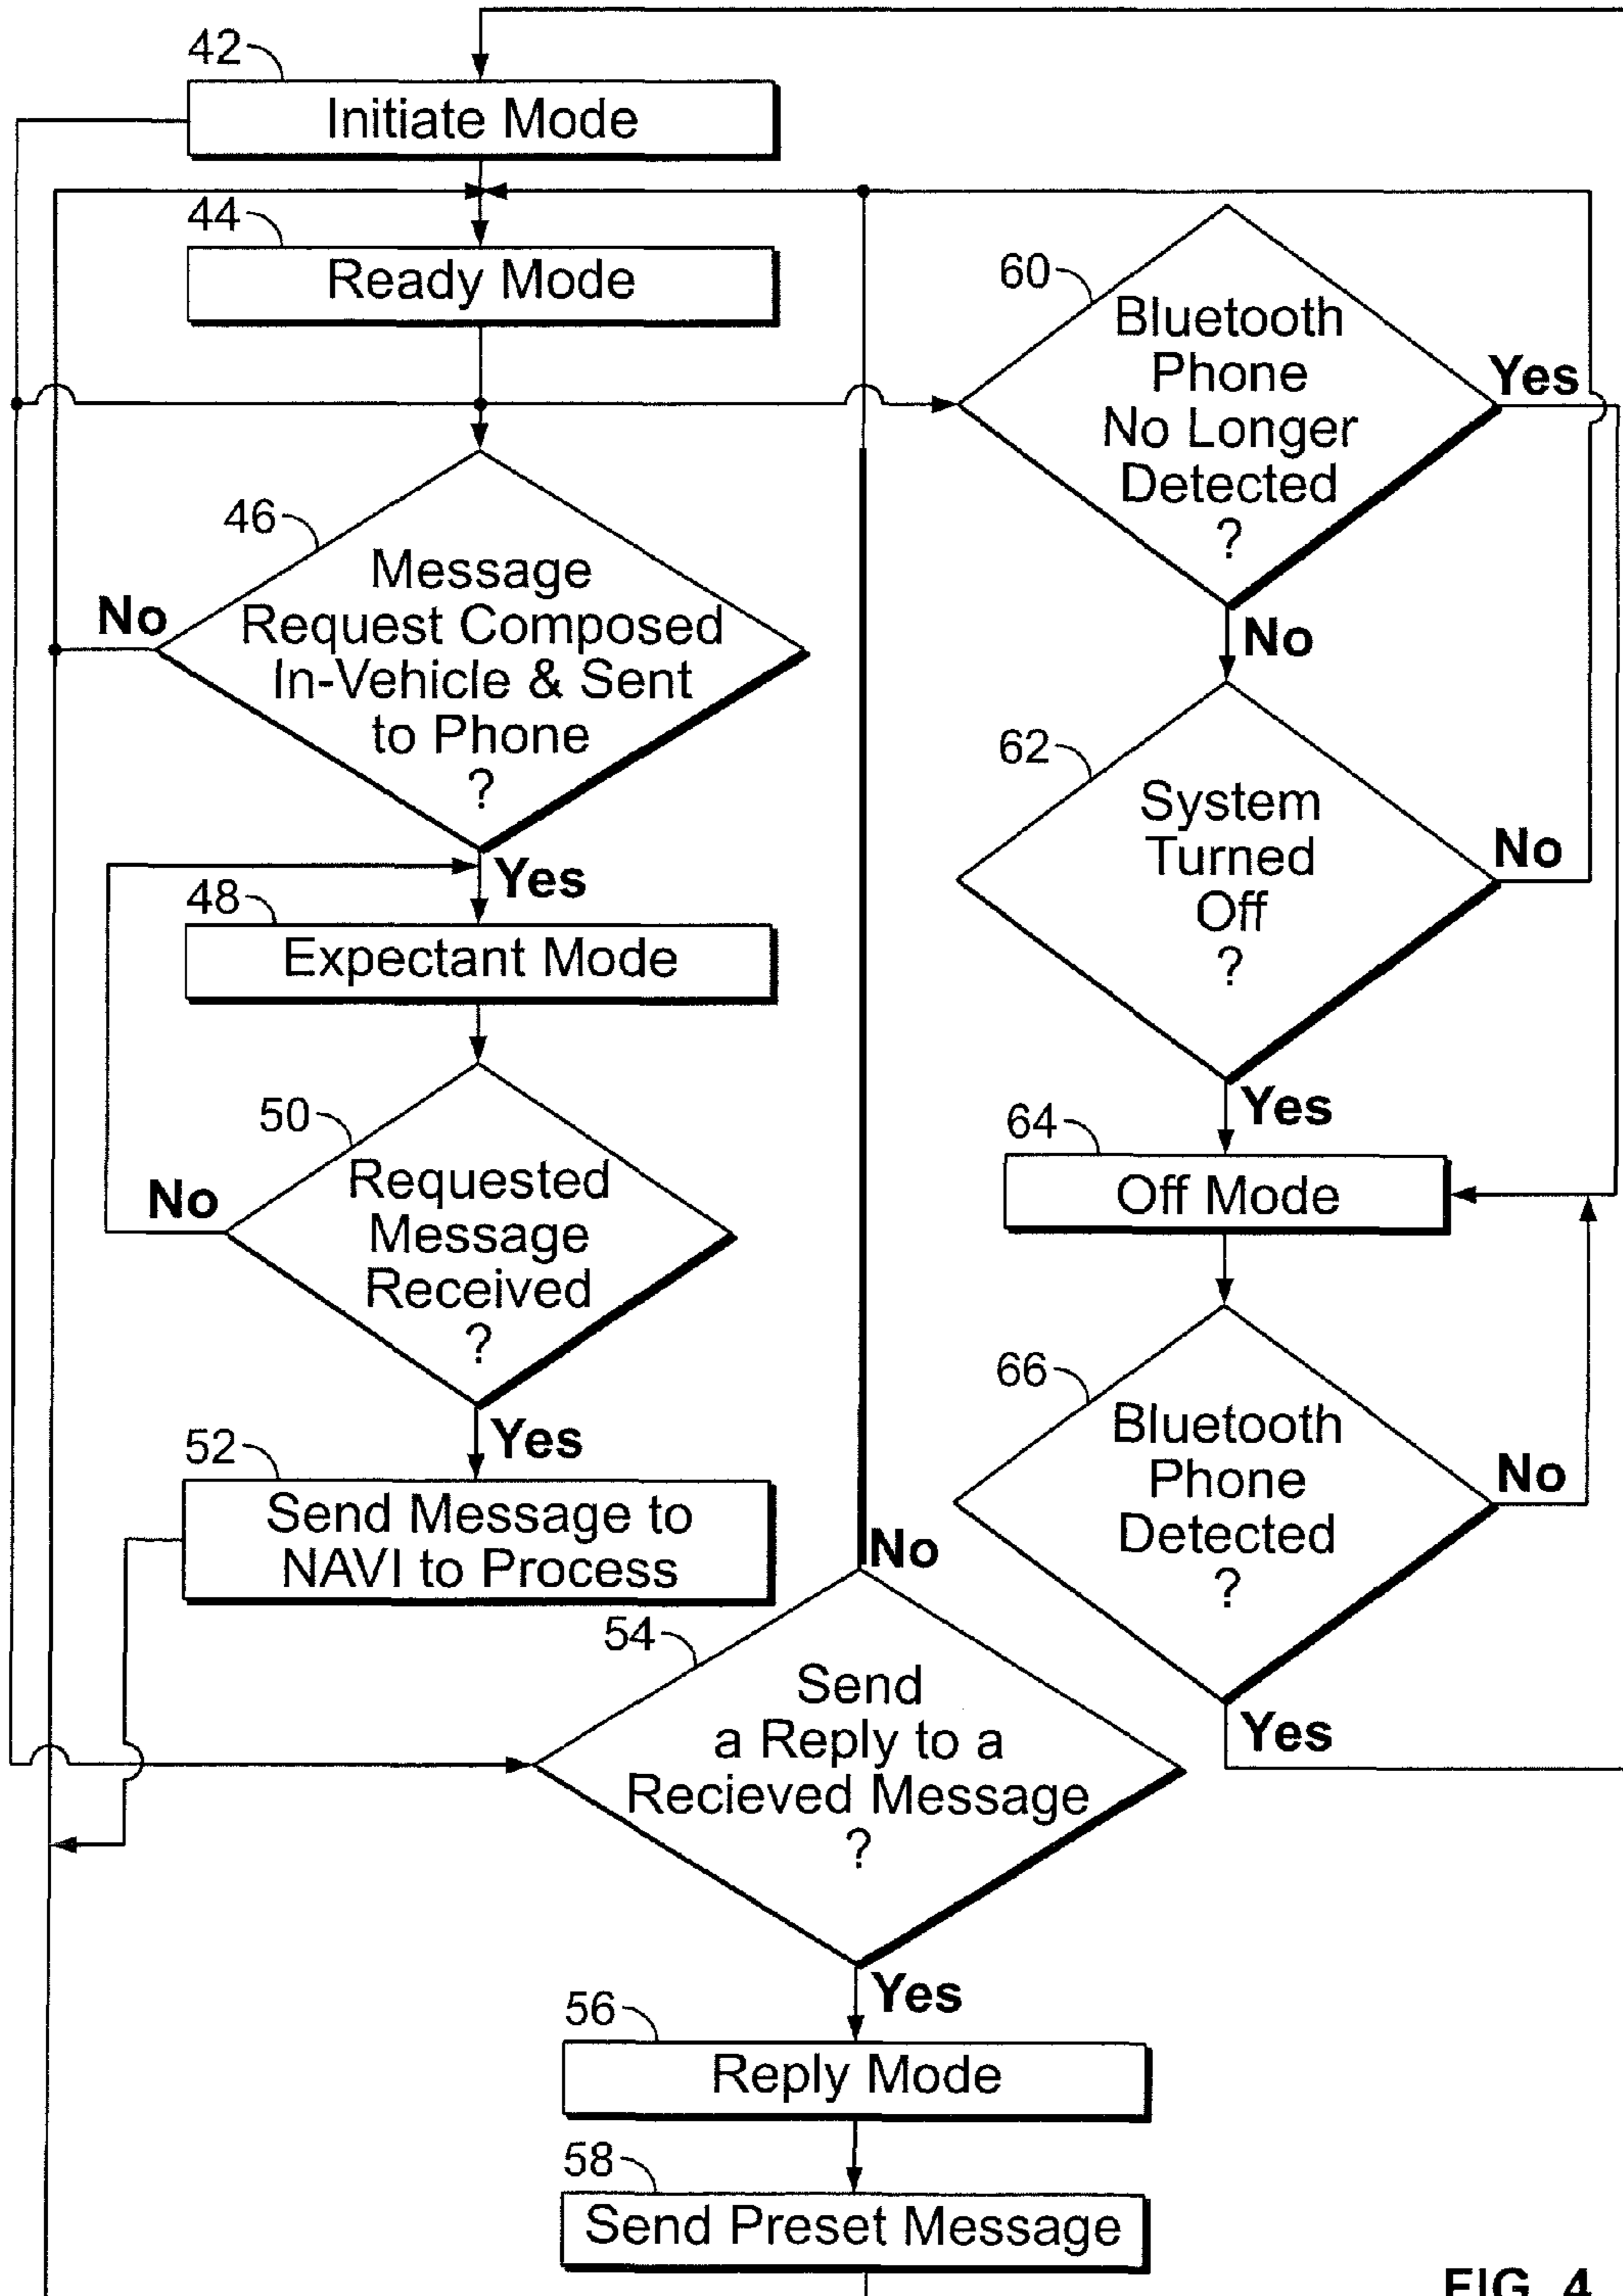 42
Initiate Mode
44
Ready Mode
46
Message
Request Composed
In-Vehicle & Sent
to Phone
?
No
Yes
48
Expectant Mode
50
Requested
Message
Received
?
No
Yes
52
Send Message to
NAVI to Process
54
Send
a Reply to a
Recieved Message
?
No
Yes
56
Reply Mode
58
Send Preset Message
60
Bluetooth
Phone
No Longer
Detected
?
Yes
No
62
System
Turned
Off
?
No
Yes
64
Off Mode
66
Bluetooth
Phone
Detected
?
No
Yes
FIG. 4